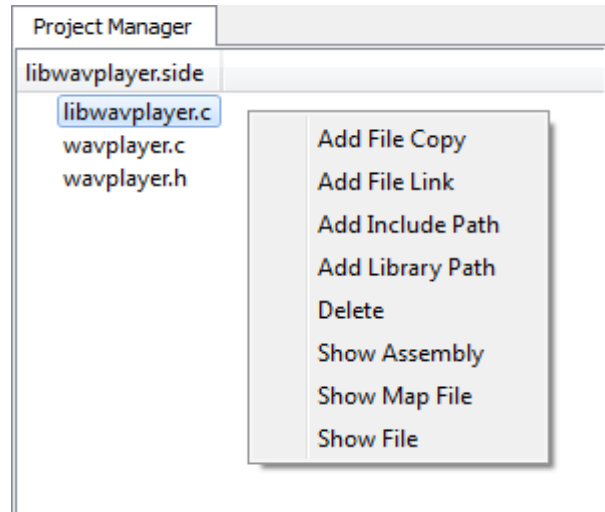 Project Manager
libwavplayer.side
libwavplayer.c
wavplayer.c
wavplayer.h
Add File Copy
Add File Link
Add Include Path
Add Library Path
Delete
Show Assembly
Show Map File
Show File